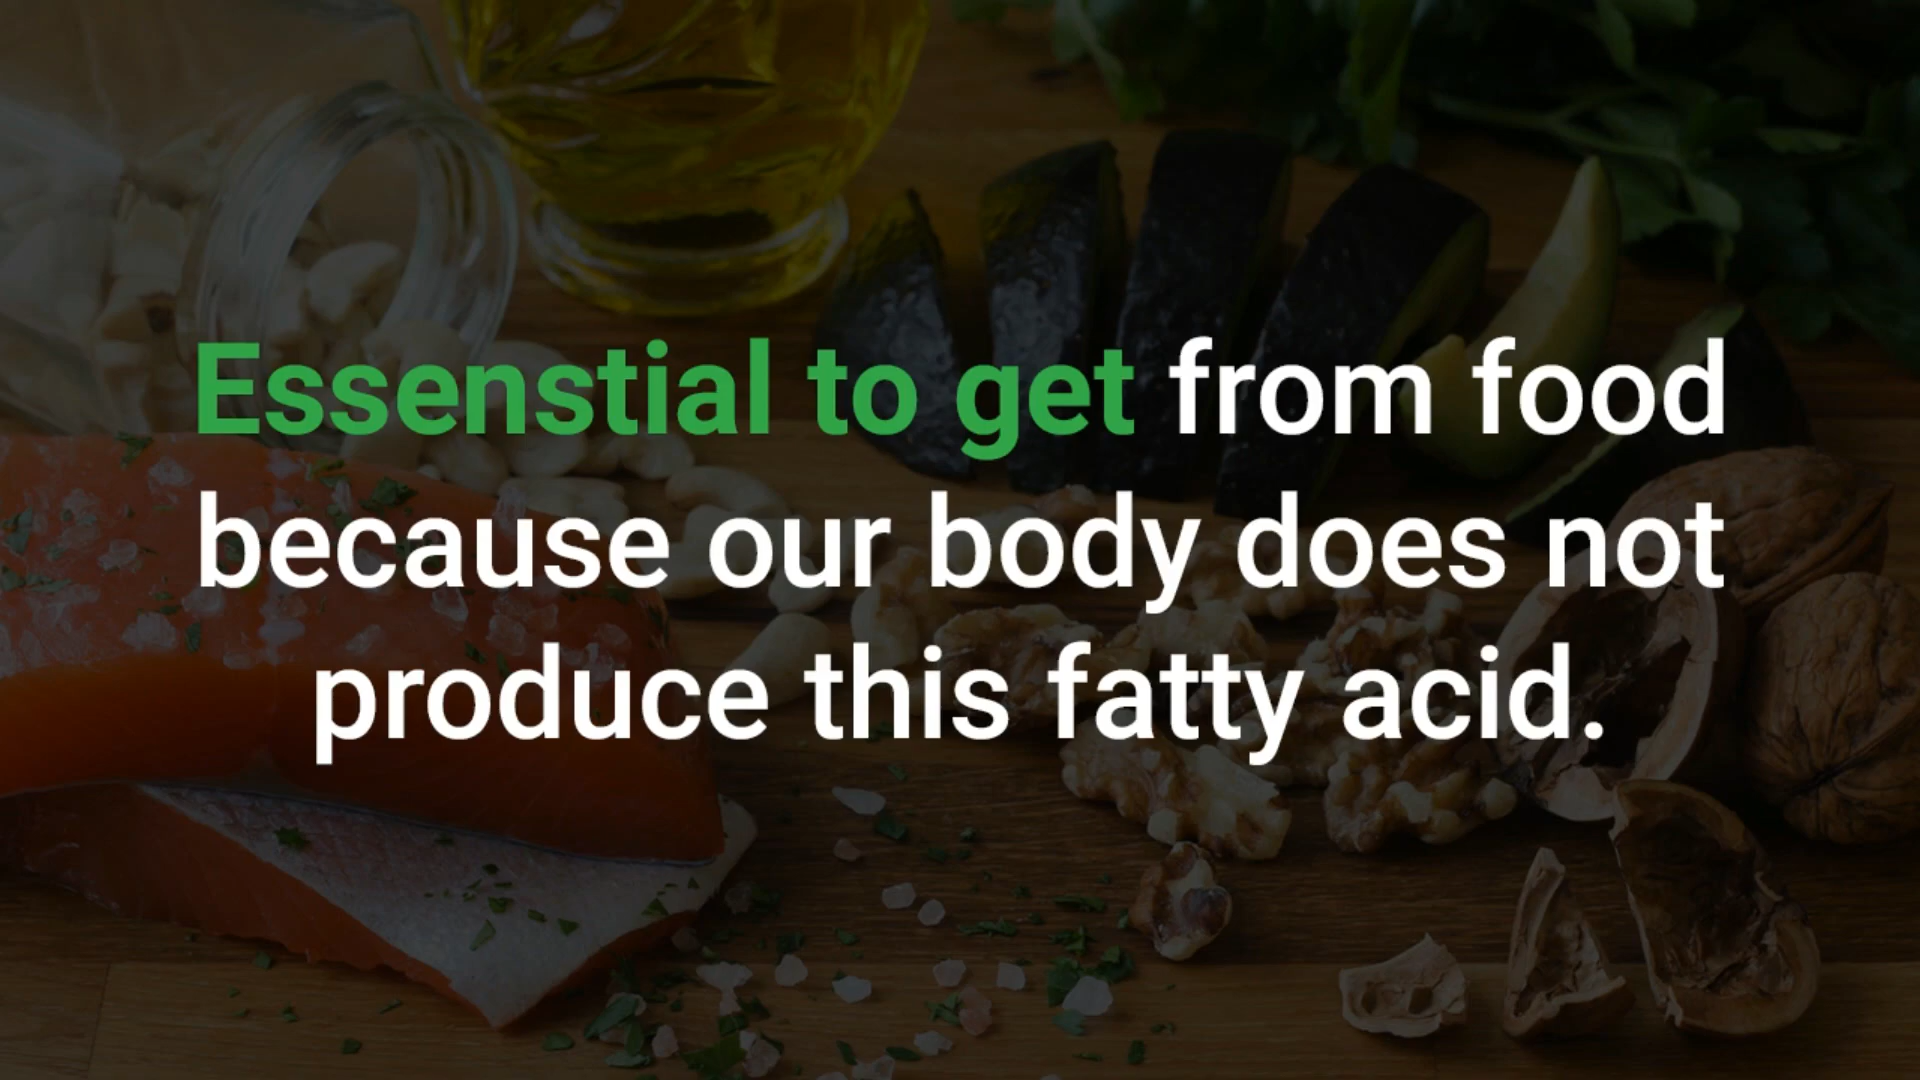 Essenstial to get from food
because our body does not
produce this fatty acid.